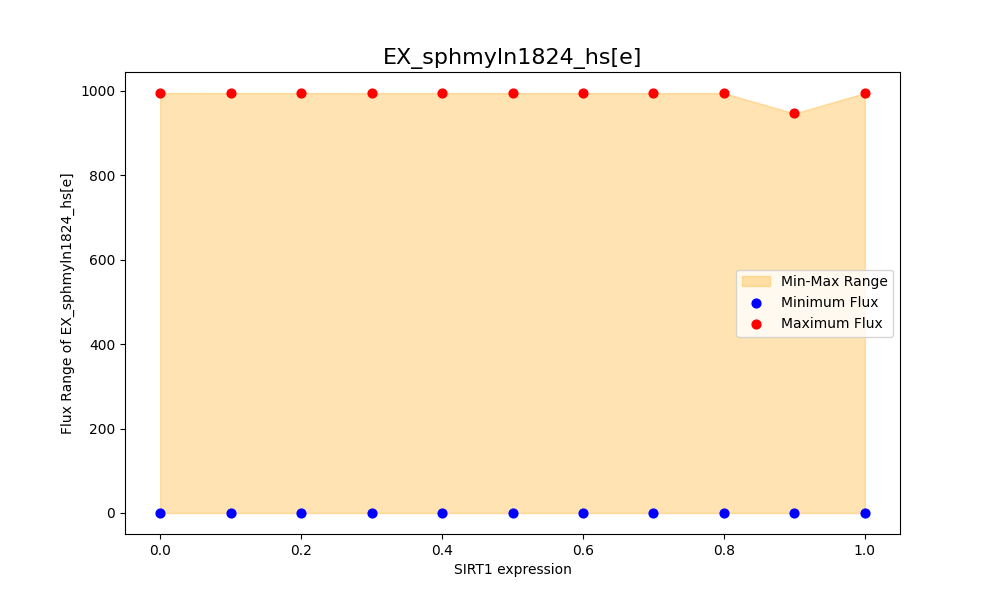 EX_sphmyln1824_hs[e]
Flux Range of EX_sphmyln1824_hs[e]
1000
800
600
400
200
0
Min-Max Range
Minimum Flux
Maximum Flux
0.0
0.2
0.4
0.6
0.8
1.0
SIRT1 expression